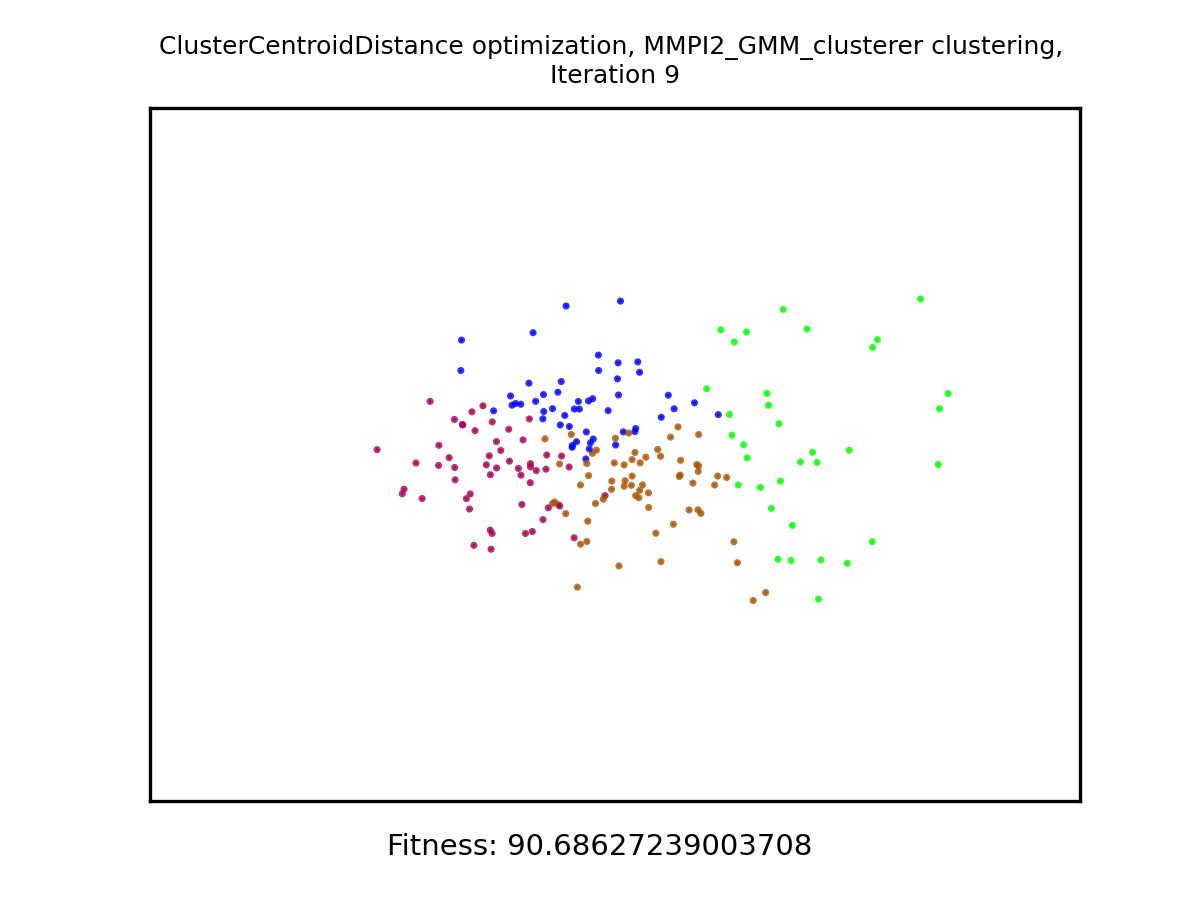 ClusterCentroidDistance optimization, MMPI2_GMM_clusterer clustering,
Iteration 9
Fitness: 90.68627239003708